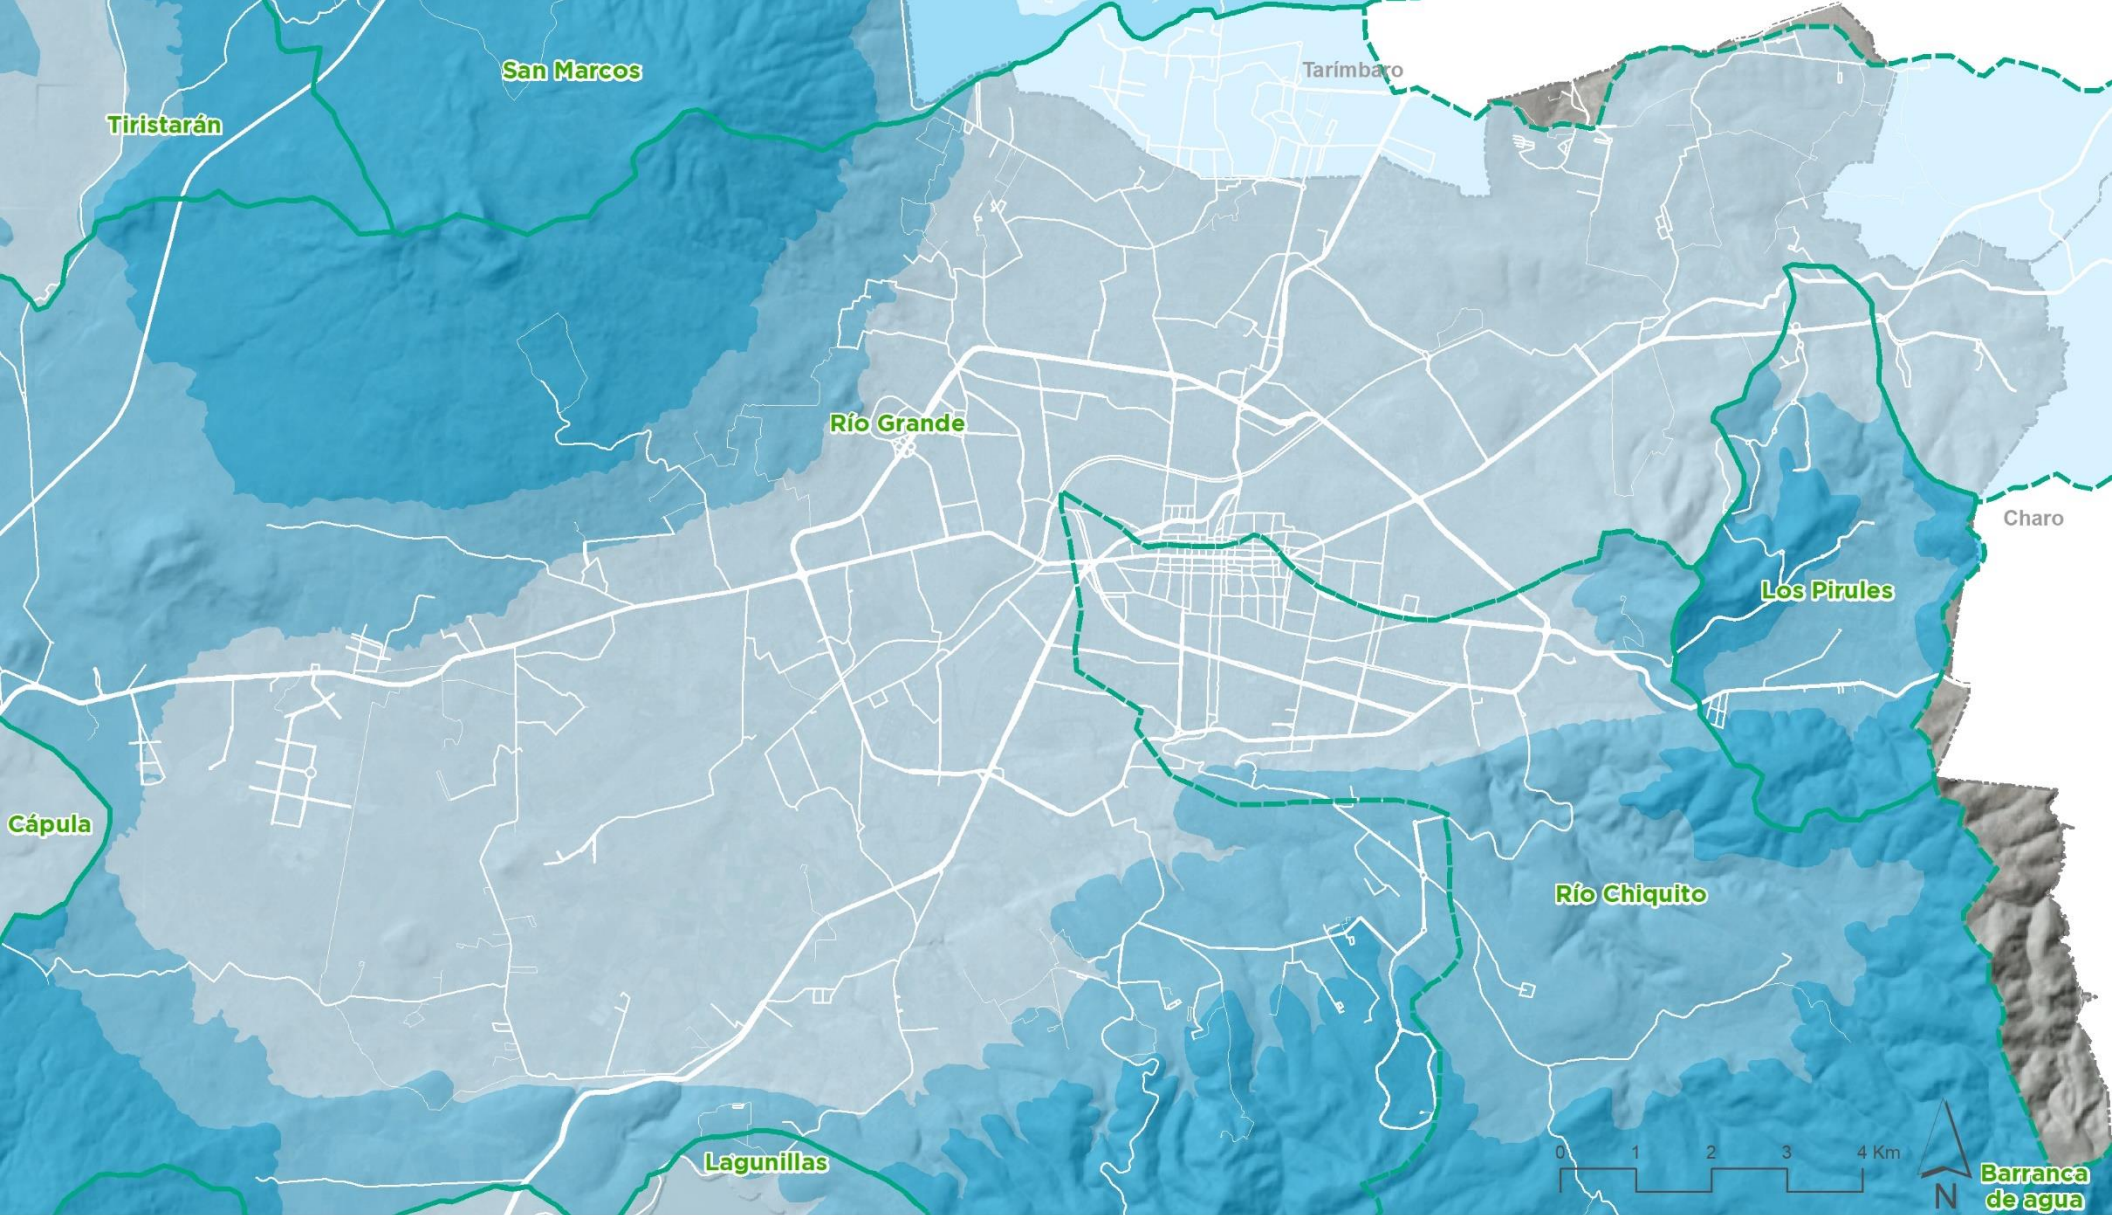 San Marcos
Tarímbaro
Tiristarán
Río Grande
Charo
Los Pirules
Cápula
Río Chiquito
0 1 2 3 4 Km
Lagunillas
N
Barranca
de agua